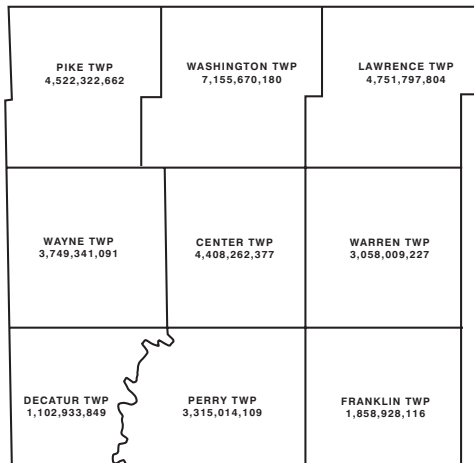 PIKE TWP
4,522,322,662
WASHINGTON TWP
7,155,670,180
LAWRENCE TWP
4,751,797,804
WAYNE TWP
3,749,341,091
CENTER TWP
4,408,262,377
WARREN TWP
3,058,009,227
DECATUR TWP
1,102,933,849
PERRY TWP
3,315,014,109
FRANKLIN TWP
1,858,928,116